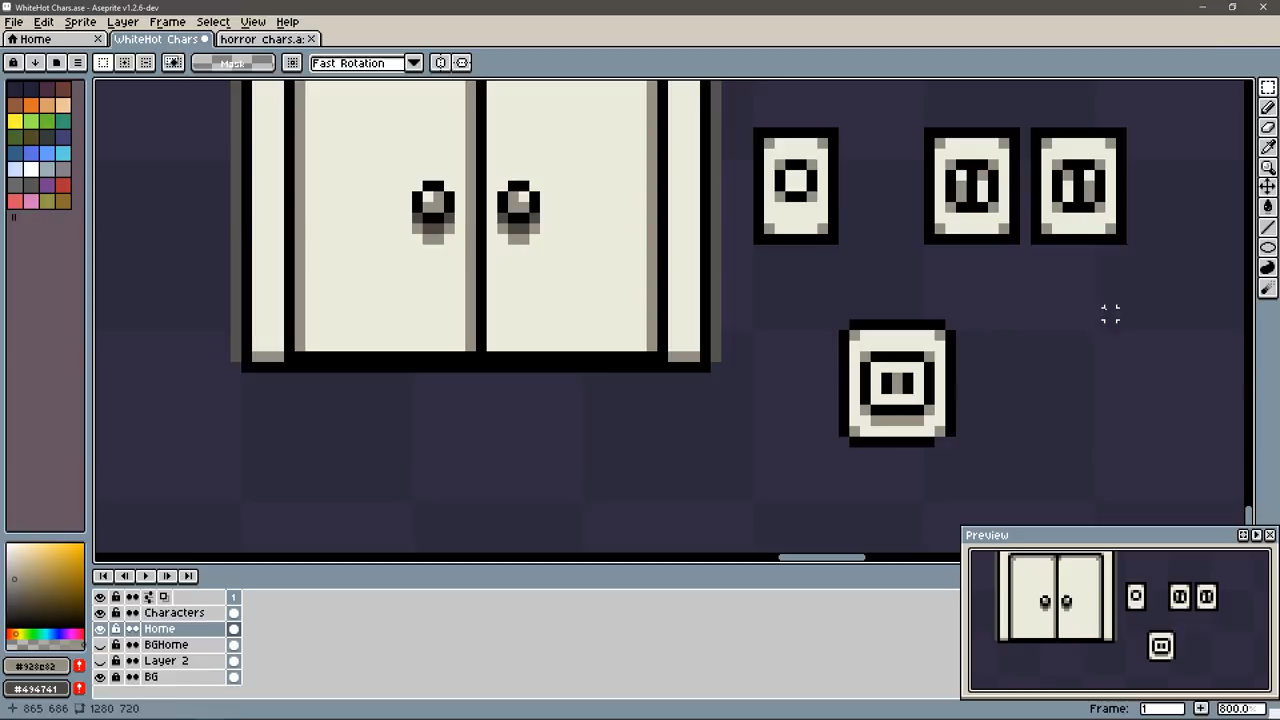 WhiteHot Chars.ase - Aseprite v1.2.6-dev
File Edit Sprite Layer Frame Select View Help
Home
WhiteHot Chars
horror chars.a:
Mask
Fast Rotation
Preview
1
Characters
Home
BGHome
Layer 2
BG
#928c82
#494741
865 686 1280 720
Frame: 1
800.0